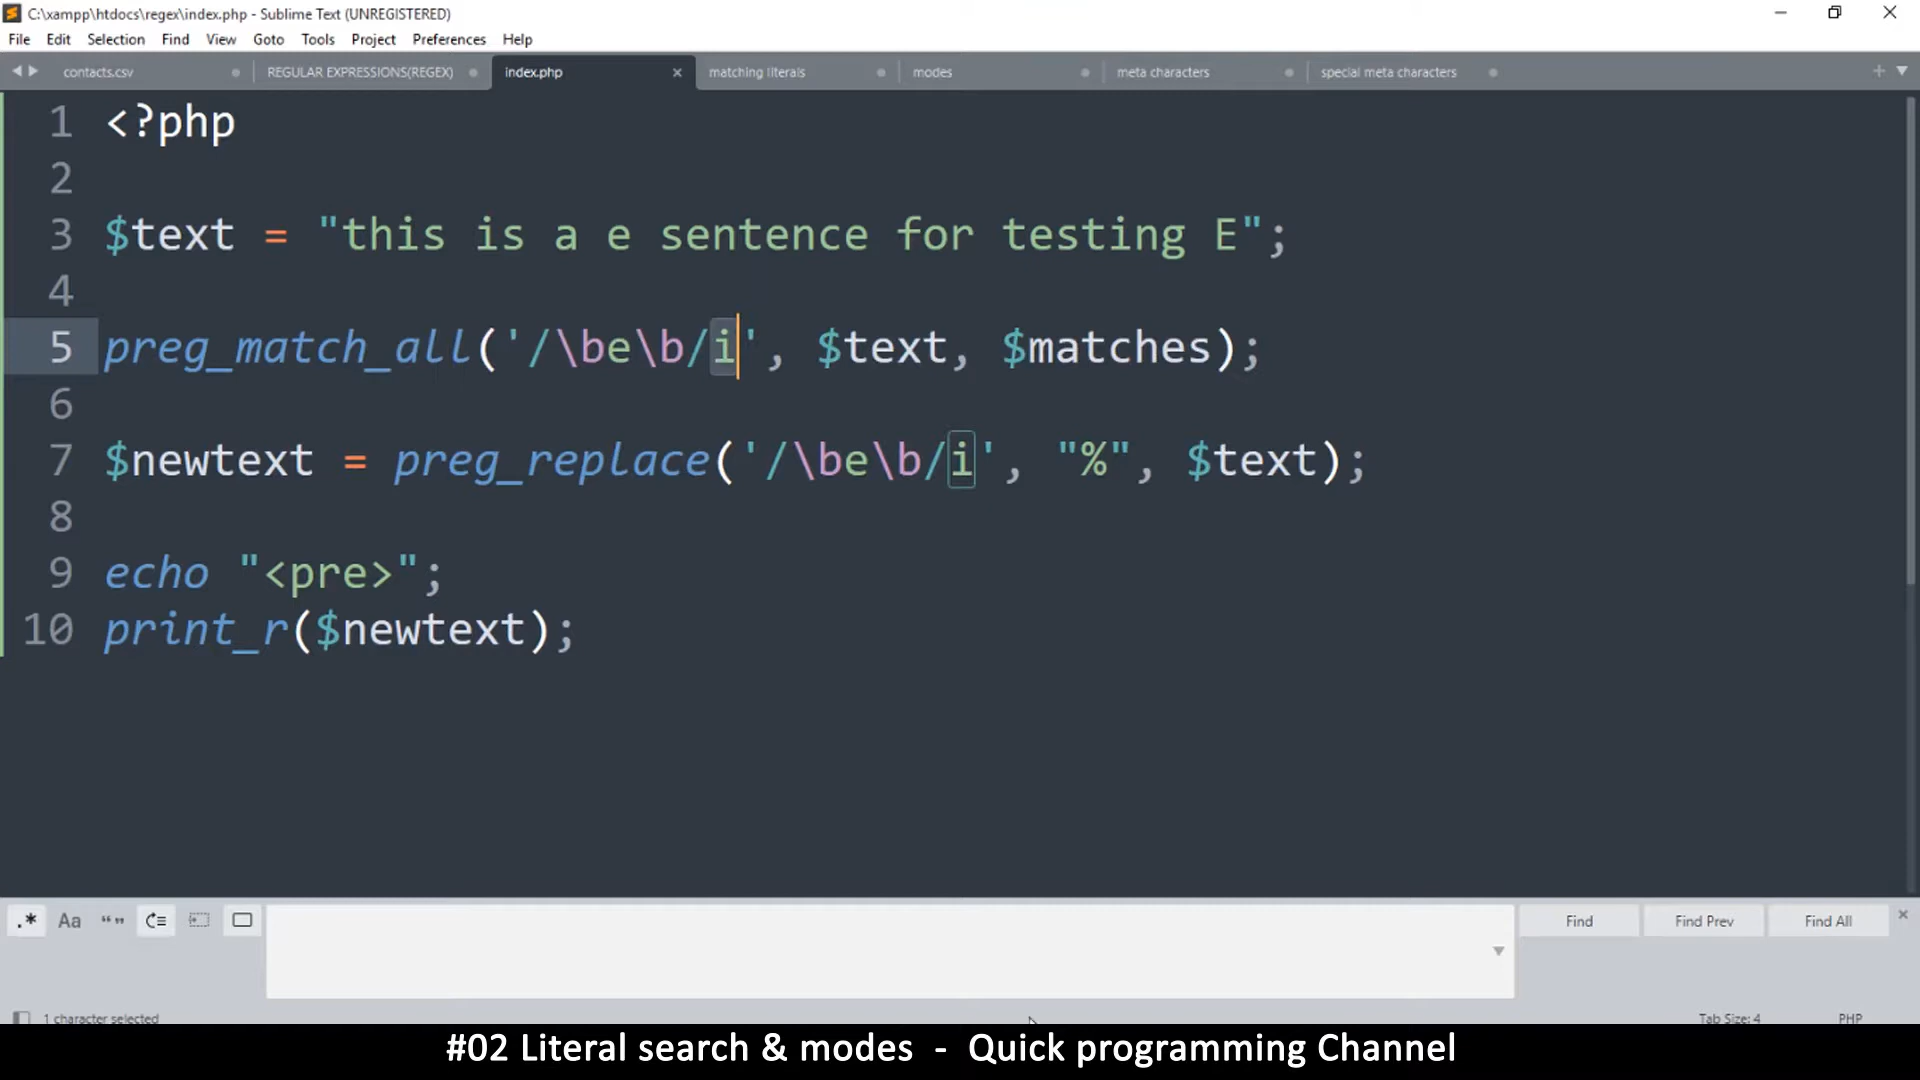 C:\xampp\htdocs\regex\index.php - Sublime Text (UNREGISTERED)
File Edit Selection Find View Goto Tools Project Preferences Help
contacts.csv REGULAR EXPRESSIONS(REGEX) index.php matching literals modes meta characters special meta characters
1 <?php
2
3 $text = "this is a e sentence for testing E";
4
5 preg_match_all('/\be\b/i', $text, $matches);
6
7 $newtext = preg_replace('/\be\b/i', "%", $text);
8
9 echo "<pre>";
10 print_r($newtext);
.* Aa “ ” Find Find Prev Find All
1 character selected Tab Size: 4 PHP
#02 Literal search & modes - Quick programming Channel